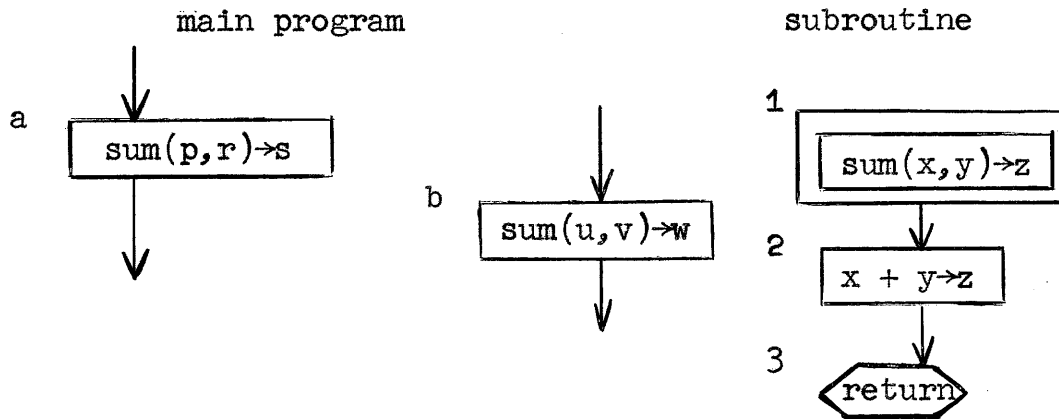 main program
subroutine
a
sum(p,r)→s
b
sum(u,v)→w
1
sum(x,y)→z
2
x + y→z
3
return